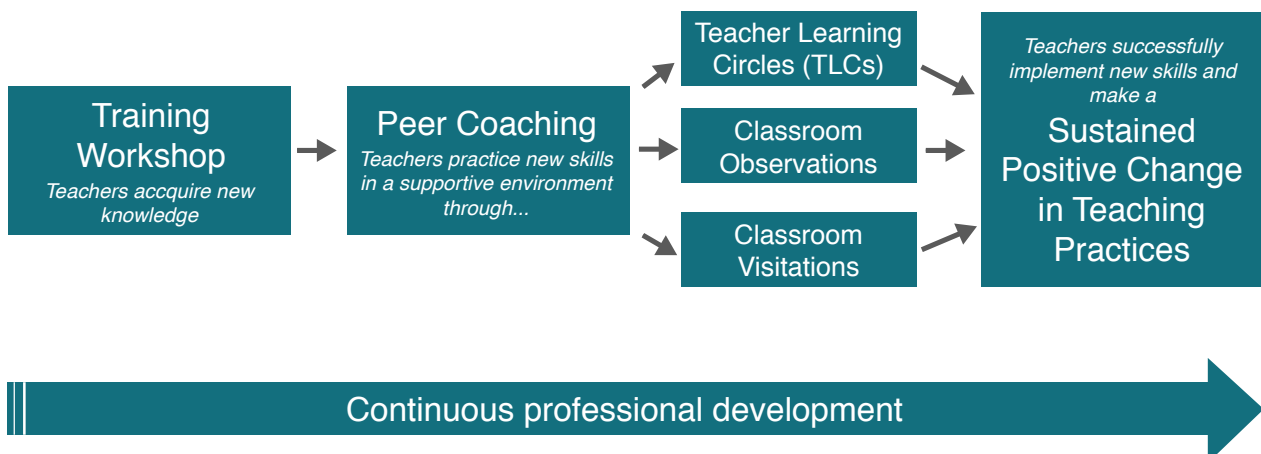 Training
Workshop
Teachers accquire new
knowledge
Peer Coaching
Teachers practice new skills
in a supportive environment
through...
Teacher Learning
Circles (TLCs)
Classroom
Observations
Classroom
Visitations
Teachers successfully
implement new skills and
make a
Sustained
Positive Change
in Teaching
Practices
Continuous professional development